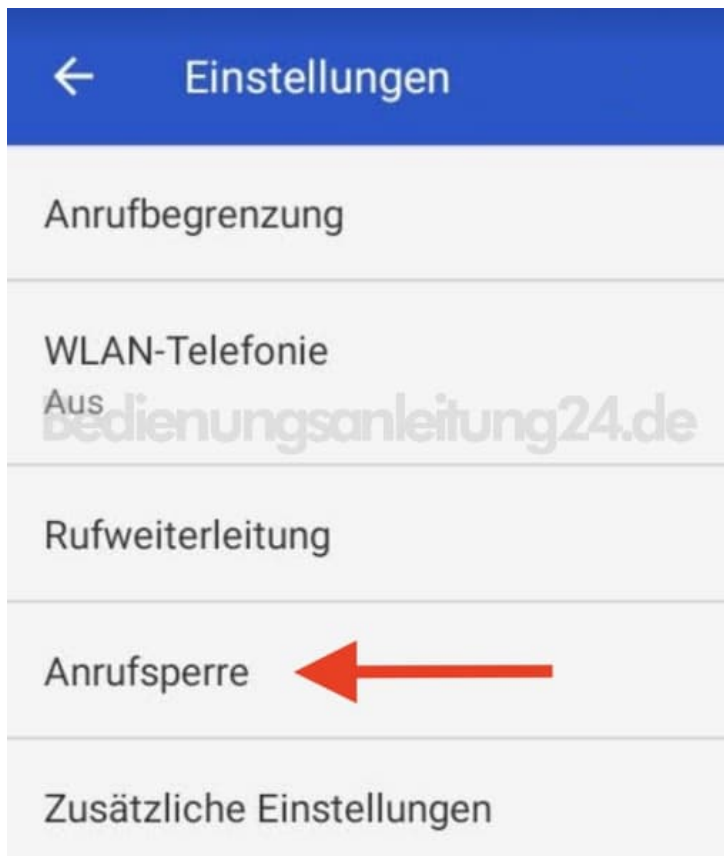 Einstellungen
Anrufbegrenzung
WLAN-Telefonie
Aus
Bedienungsanleitung24.de
Rufweiterleitung
Anrufsperre
Zusätzliche Einstellungen